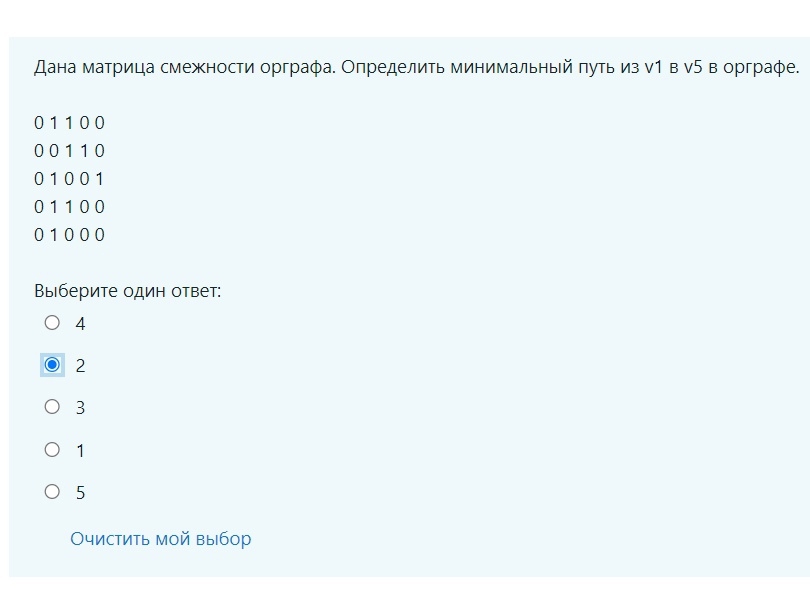 Дана матрица смежности орграфа. Определить минимальный путь из v1 в v5 в орграфе.
0 1 1 0 0
0 0 1 1 0
0 1 0 0 1
0 1 1 0 0
0 1 0 0 0
Выберите один ответ:
4
2
3
1
5
Очистить мой выбор